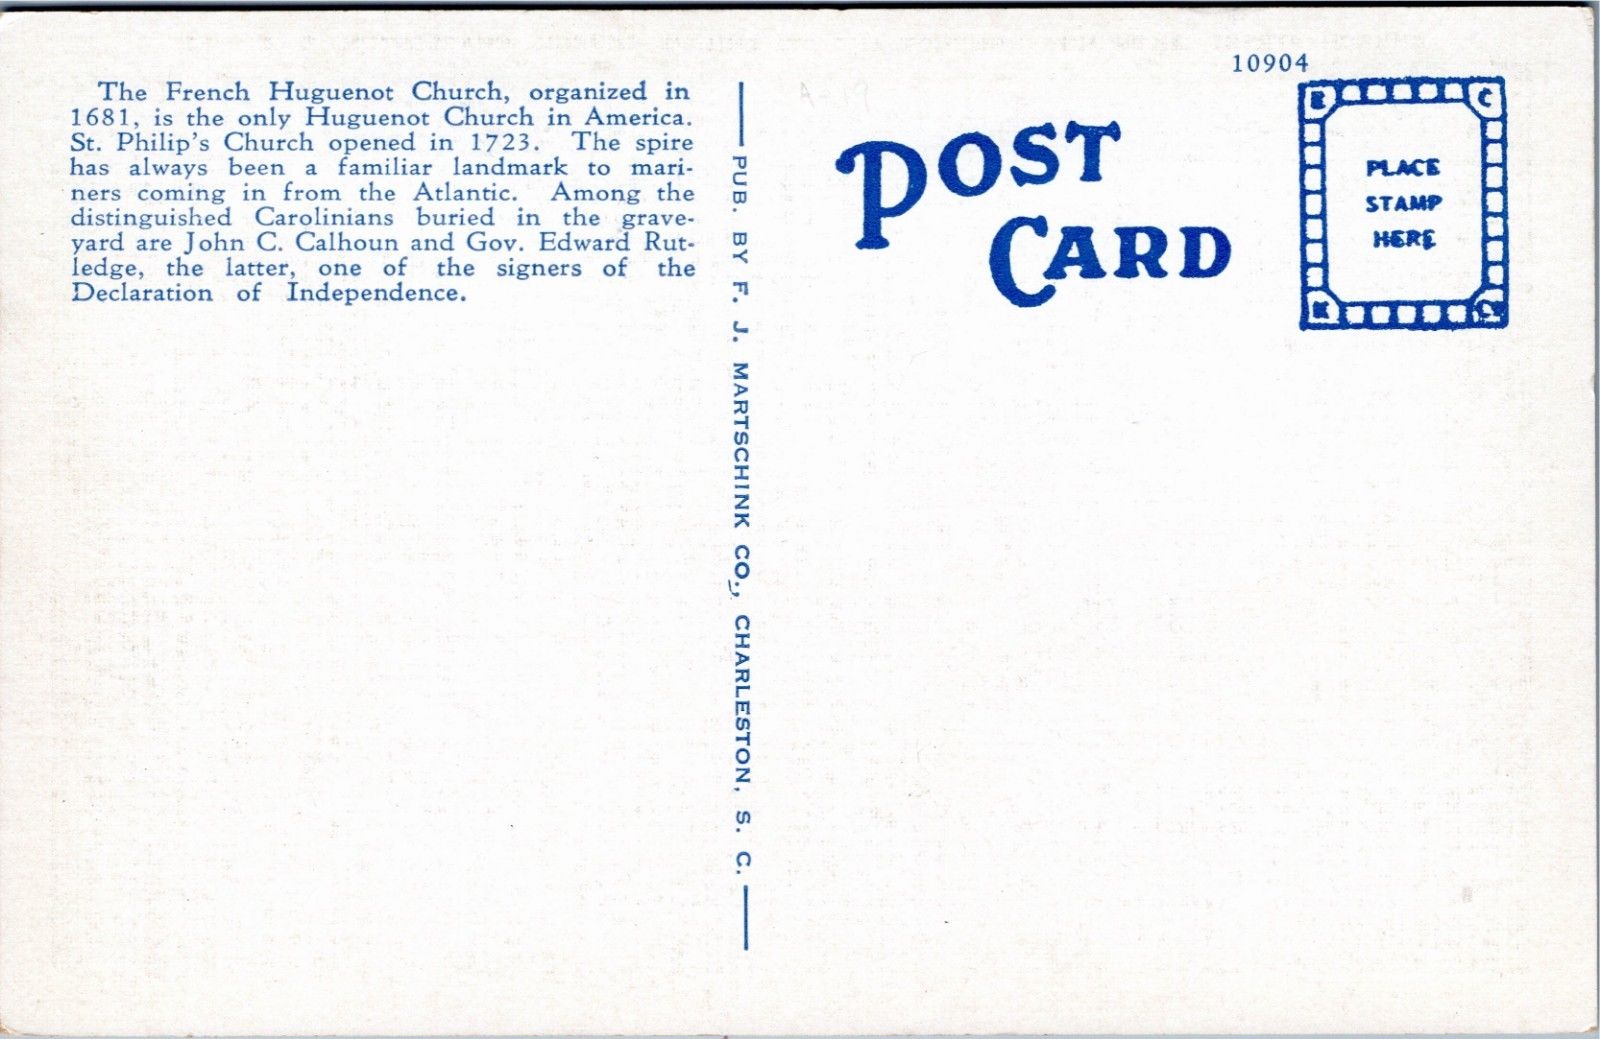 The French Huguenot Church, organized in
1681, is the only Huguenot Church in America.
St. Philip's Church opened in 1723. The spire
has always been a familiar landmark to mari-
ners coming in from the Atlantic. Among the
distinguished Carolinians buried in the grave-
yard are John C. Calhoun and Gov. Edward Rut-
ledge, the latter, one of the signers of the
Declaration of Independence.
PUB. BY F. J. MARTSCHINK CO., CHARLESTON, S. C.
POST
CARD
10904
PLACE
STAMP
HERE